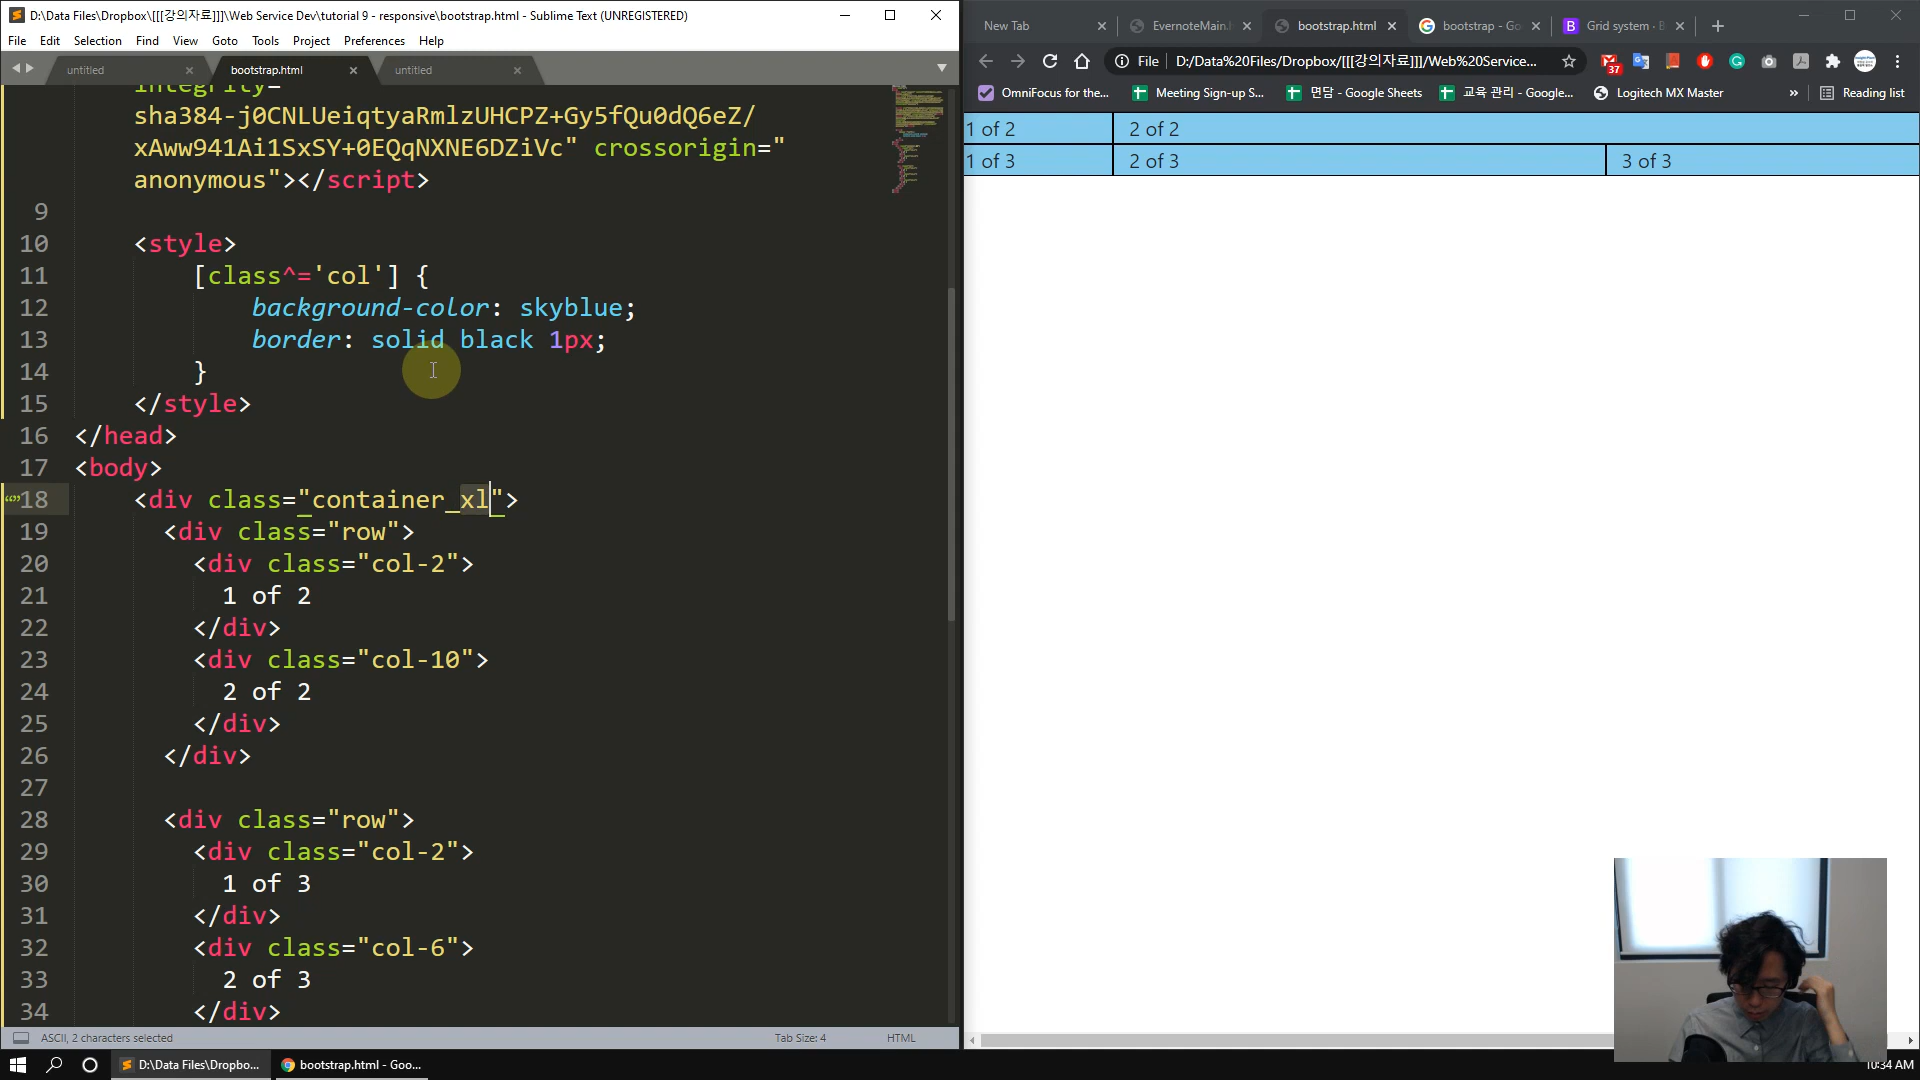 D:\Data Files\Dropbox\[[[강의자료]]]\Web Service Dev\tutorial 9 - responsive\bootstrap.html - Sublime Text (UNREGISTERED)
File Edit Selection Find View Goto Tools Project Preferences Help
untitled bootstrap.html untitled
integrity=
sha384-j0CNLUeiqtyaRmlzUHCPZ+Gy5fQu0dQ6eZ/
xAww941Ai1SxSY+0EQqNXNE6DZiVc" crossorigin="
anonymous"></script>
9
10 <style>
11 [class^='col'] {
12 background-color: skyblue;
13 border: solid black 1px;
14 }
15 </style>
16 </head>
17 <body>
18 <div class="container_xl">
19 <div class="row">
20 <div class="col-2">
21 1 of 2
22 </div>
23 <div class="col-10">
24 2 of 2
25 </div>
26 </div>
27
28 <div class="row">
29 <div class="col-2">
30 1 of 3
31 </div>
32 <div class="col-6">
33 2 of 3
34 </div>
ASCII, 2 characters selected Tab Size: 4 HTML
New Tab EvernoteMain. bootstrap.html bootstrap - Go Grid system · B
File D:/Data%20Files/Dropbox/[[[강의자료]]]/Web%20Service... 37
OmniFocus for the... Meeting Sign-up S... 면담 - Google Sheets 교육 관리 - Google... Logitech MX Master » Reading list
1 of 2 2 of 2
1 of 3 2 of 3 3 of 3
D:\Data Files\Dropbo... bootstrap.html - Goo... 10:34 AM